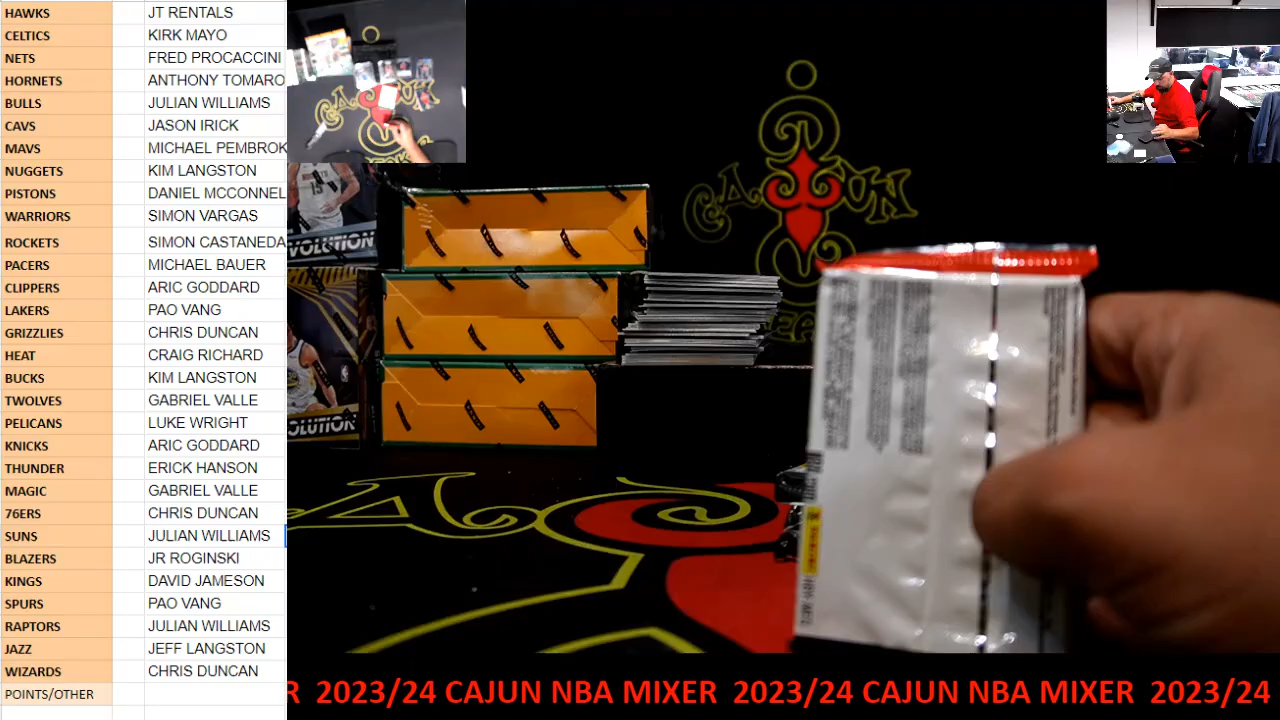 HAWKS JT RENTALS
CELTICS KIRK MAYO
NETS FRED PROCACCINI
HORNETS ANTHONY TOMARO
BULLS JULIAN WILLIAMS
CAVS JASON IRICK
MAVS MICHAEL PEMBROK
NUGGETS KIM LANGSTON
PISTONS DANIEL MCCONNEL
WARRIORS SIMON VARGAS
ROCKETS SIMON CASTANEDA
PACERS MICHAEL BAUER
CLIPPERS ARIC GODDARD
LAKERS PAO VANG
GRIZZLIES CHRIS DUNCAN
HEAT CRAIG RICHARD
BUCKS KIM LANGSTON
TWOLVES GABRIEL VALLE
PELICANS LUKE WRIGHT
KNICKS ARIC GODDARD
THUNDER ERICK HANSON
MAGIC GABRIEL VALLE
76ERS CHRIS DUNCAN
SUNS JULIAN WILLIAMS
BLAZERS JR ROGINSKI
KINGS DAVID JAMESON
SPURS PAO VANG
RAPTORS JULIAN WILLIAMS
JAZZ JEFF LANGSTON
WIZARDS CHRIS DUNCAN
POINTS/OTHER
CAJUN
VOLUTION
OLUTION
CAJUN
R 2023/24 CAJUN NBA MIXER 2023/24 CAJUN NBA MIXER 2023/24